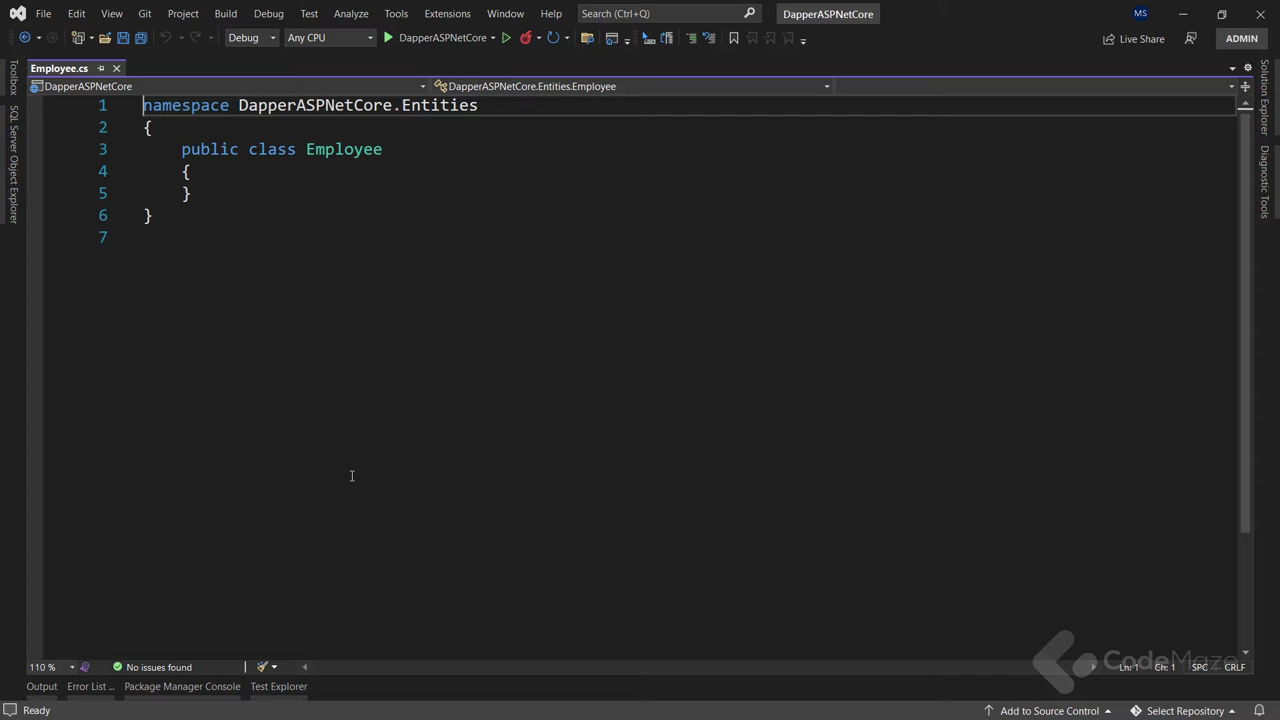 File Edit View Git Project Build Debug Test Analyze Tools Extensions Window Help Search (Ctrl+Q) DapperASPNetCore MS
Debug Any CPU DapperASPNetCore Live Share ADMIN
Employee.cs
DapperASPNetCore DapperASPNetCore.Entities.Employee
Toolbox
SQL Server Object Explorer
Solution Explorer
Diagnostic Tools
1 namespace DapperASPNetCore.Entities
2 {
3 public class Employee
4 {
5 }
6 }
7
110 % No issues found Ln: 1 Ch: 1 SPC CRLF
CodeMaze
Output Error List ... Package Manager Console Test Explorer
Ready Add to Source Control Select Repository